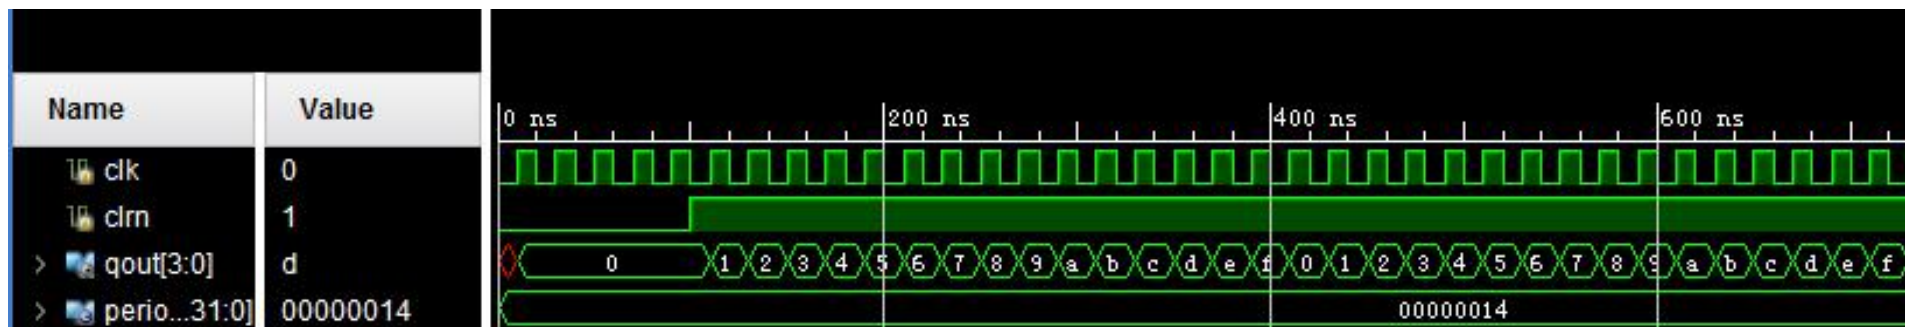 Name Value 0 ns 200 ns 400 ns 600 ns
clk 0
clrn 1
qout[3:0] d 0 1 2 3 4 5 6 7 8 9 a b c d e f 0 1 2 3 4 5 6 7 8 9 a b c d e f
perio...31:0] 00000014 00000014